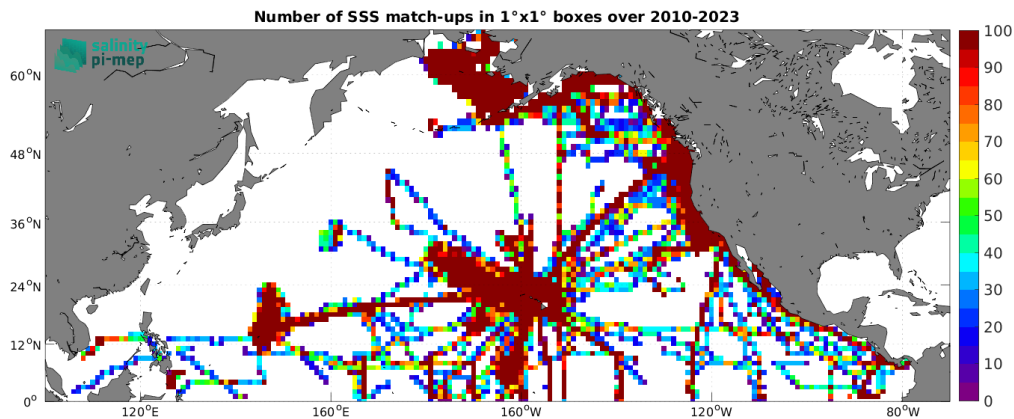 Number of SSS match-ups in 1°x1° boxes over 2010-2023
salinity
pi-mep
60°N
48°N
36°N
24°N
12°N
0°
120°E
160°E
160°W
120°W
80°W
100
90
80
70
60
50
40
30
20
10
0